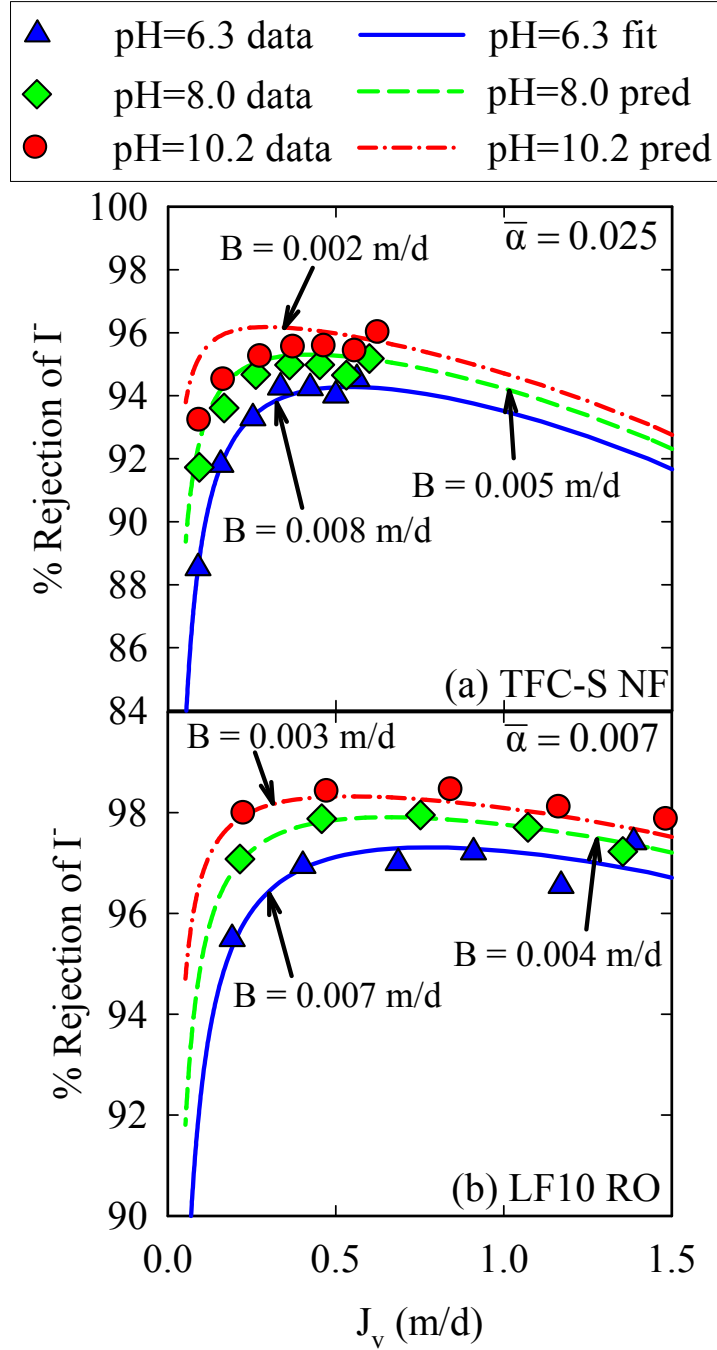 pH=6.3 data pH=6.3 fit
pH=8.0 data pH=8.0 pred
pH=10.2 data pH=10.2 pred
100
98
96
94
92
90
88
86
84
% Rejection of I⁻
B = 0.002 m/d
α̅ = 0.025
B = 0.005 m/d
B = 0.008 m/d
(a) TFC-S NF
98
96
94
92
90
% Rejection of I⁻
B = 0.003 m/d
α̅ = 0.007
B = 0.004 m/d
B = 0.007 m/d
(b) LF10 RO
0.0 0.5 1.0 1.5
Jᵥ (m/d)